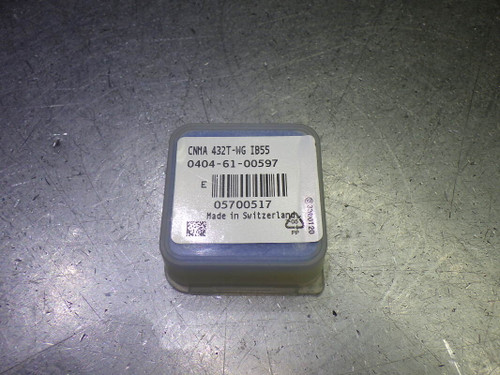 CNMA 432T-WG IB55
0404-61-00597
E
05700517
Made in Switzerland
PP